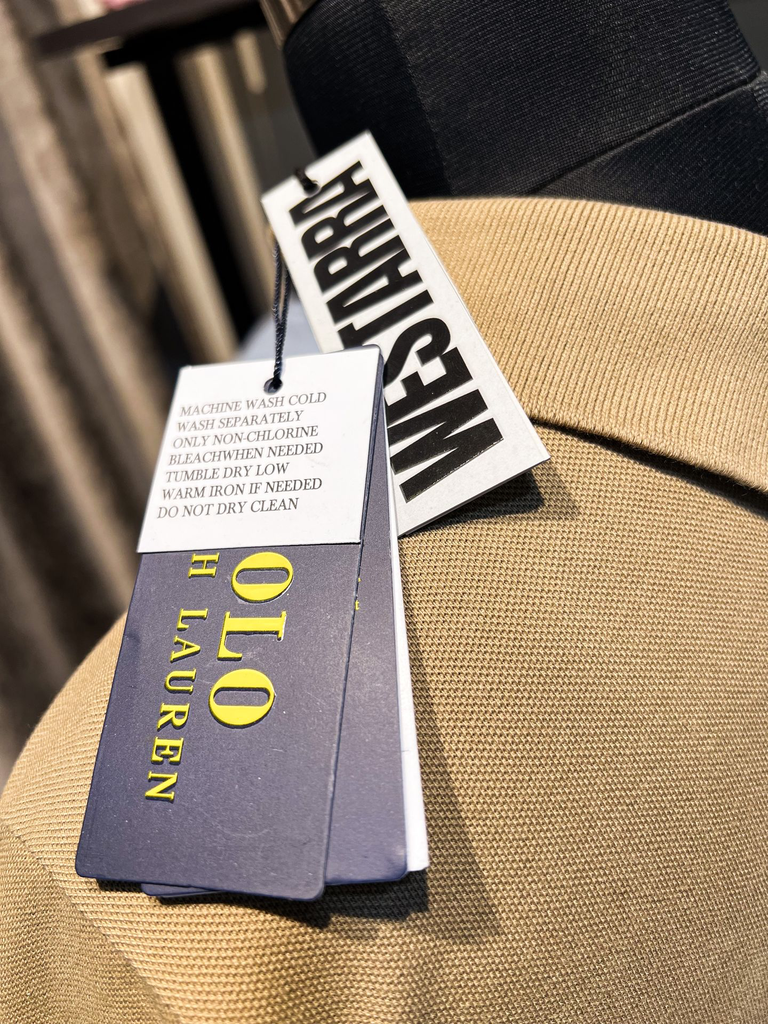 WESTARRA
MACHINE WASH COLD
WASH SEPARATELY
ONLY NON-CHLORINE
BLEACHWHEN NEEDED
TUMBLE DRY LOW
WARM IRON IF NEEDED
DO NOT DRY CLEAN
OLO
H LAUREN